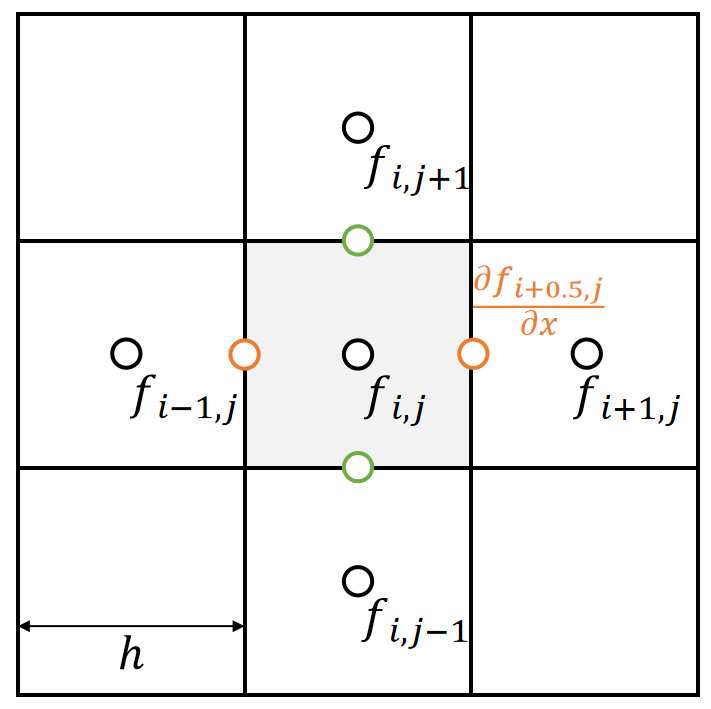 f_{i,j+1}
∂f_{i+0.5,j}
∂x
f_{i−1,j} f_{i,j} f_{i+1,j}
f_{i,j−1}
h